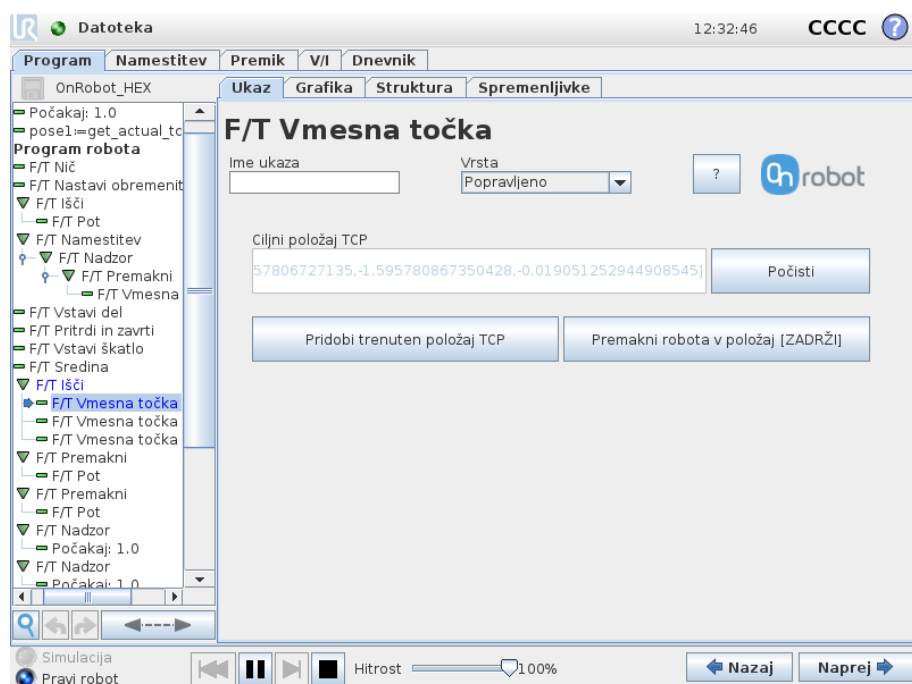 Datoteka
12:32:46
CCCC
?
Program Namestitev Premik V/I Dnevnik
OnRobot_HEX
Ukaz Grafika Struktura Spremenljivke
Počakaj: 1.0
pose1≔get_actual_tc
Program robota
F/T Nič
F/T Nastavi obremenit
F/T Išči
F/T Pot
F/T Namestitev
F/T Nadzor
F/T Premakni
F/T Vmesna
F/T Vstavi del
F/T Pritrdi in zavrti
F/T Vstavi škatlo
F/T Sredina
F/T Išči
F/T Vmesna točka
F/T Vmesna točka
F/T Vmesna točka
F/T Premakni
F/T Pot
F/T Premakni
F/T Pot
F/T Nadzor
Počakaj: 1.0
F/T Nadzor
Počakaj: 1.0
F/T Vmesna točka
Ime ukaza
Vrsta
Popravljeno
?
On robot
Ciljni položaj TCP
57806727135,-1.595780867350428,-0.019051252944908545]
Počisti
Pridobi trenuten položaj TCP
Premakni robota v položaj [ZADRŽI]
Simulacija
Pravi robot
Hitrost
100%
Nazaj
Naprej